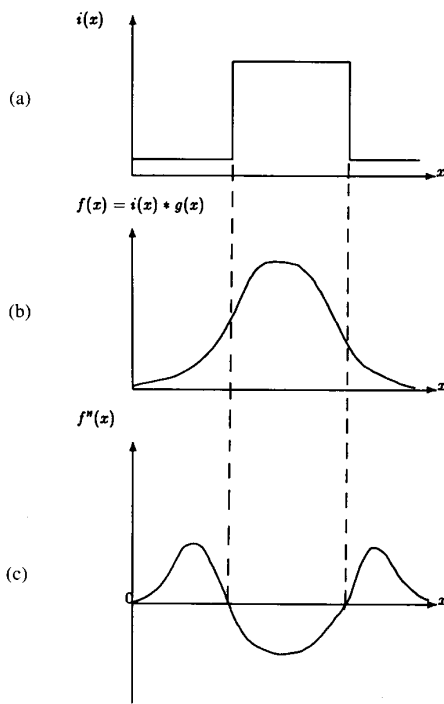 i(x)
(a)
x
f(x) = i(x) * g(x)
(b)
x
f"(x)
(c)
0
x